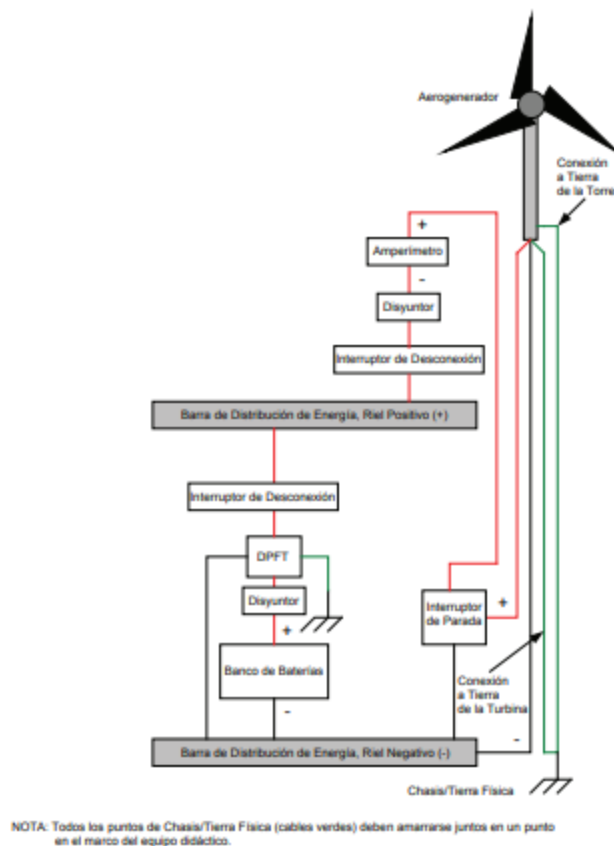 Aerogenerador
Conexión
a Tierra
de la Torre
+
Amperímetro
-
Disyuntor
Interruptor de Desconexión
Barra de Distribución de Energía, Riel Positivo (+)
Interruptor de Desconexión
DPFT
Disyuntor
+
Banco de Baterías
-
Interruptor
de Parada
+
Conexión
a Tierra
de la Turbina
-
Barra de Distribución de Energía, Riel Negativo (-)
Chasis/Tierra Física
NOTA: Todos los puntos de Chasis/Tierra Física (cables verdes) deben amarrarse juntos en un punto
en el marco del equipo didáctico.